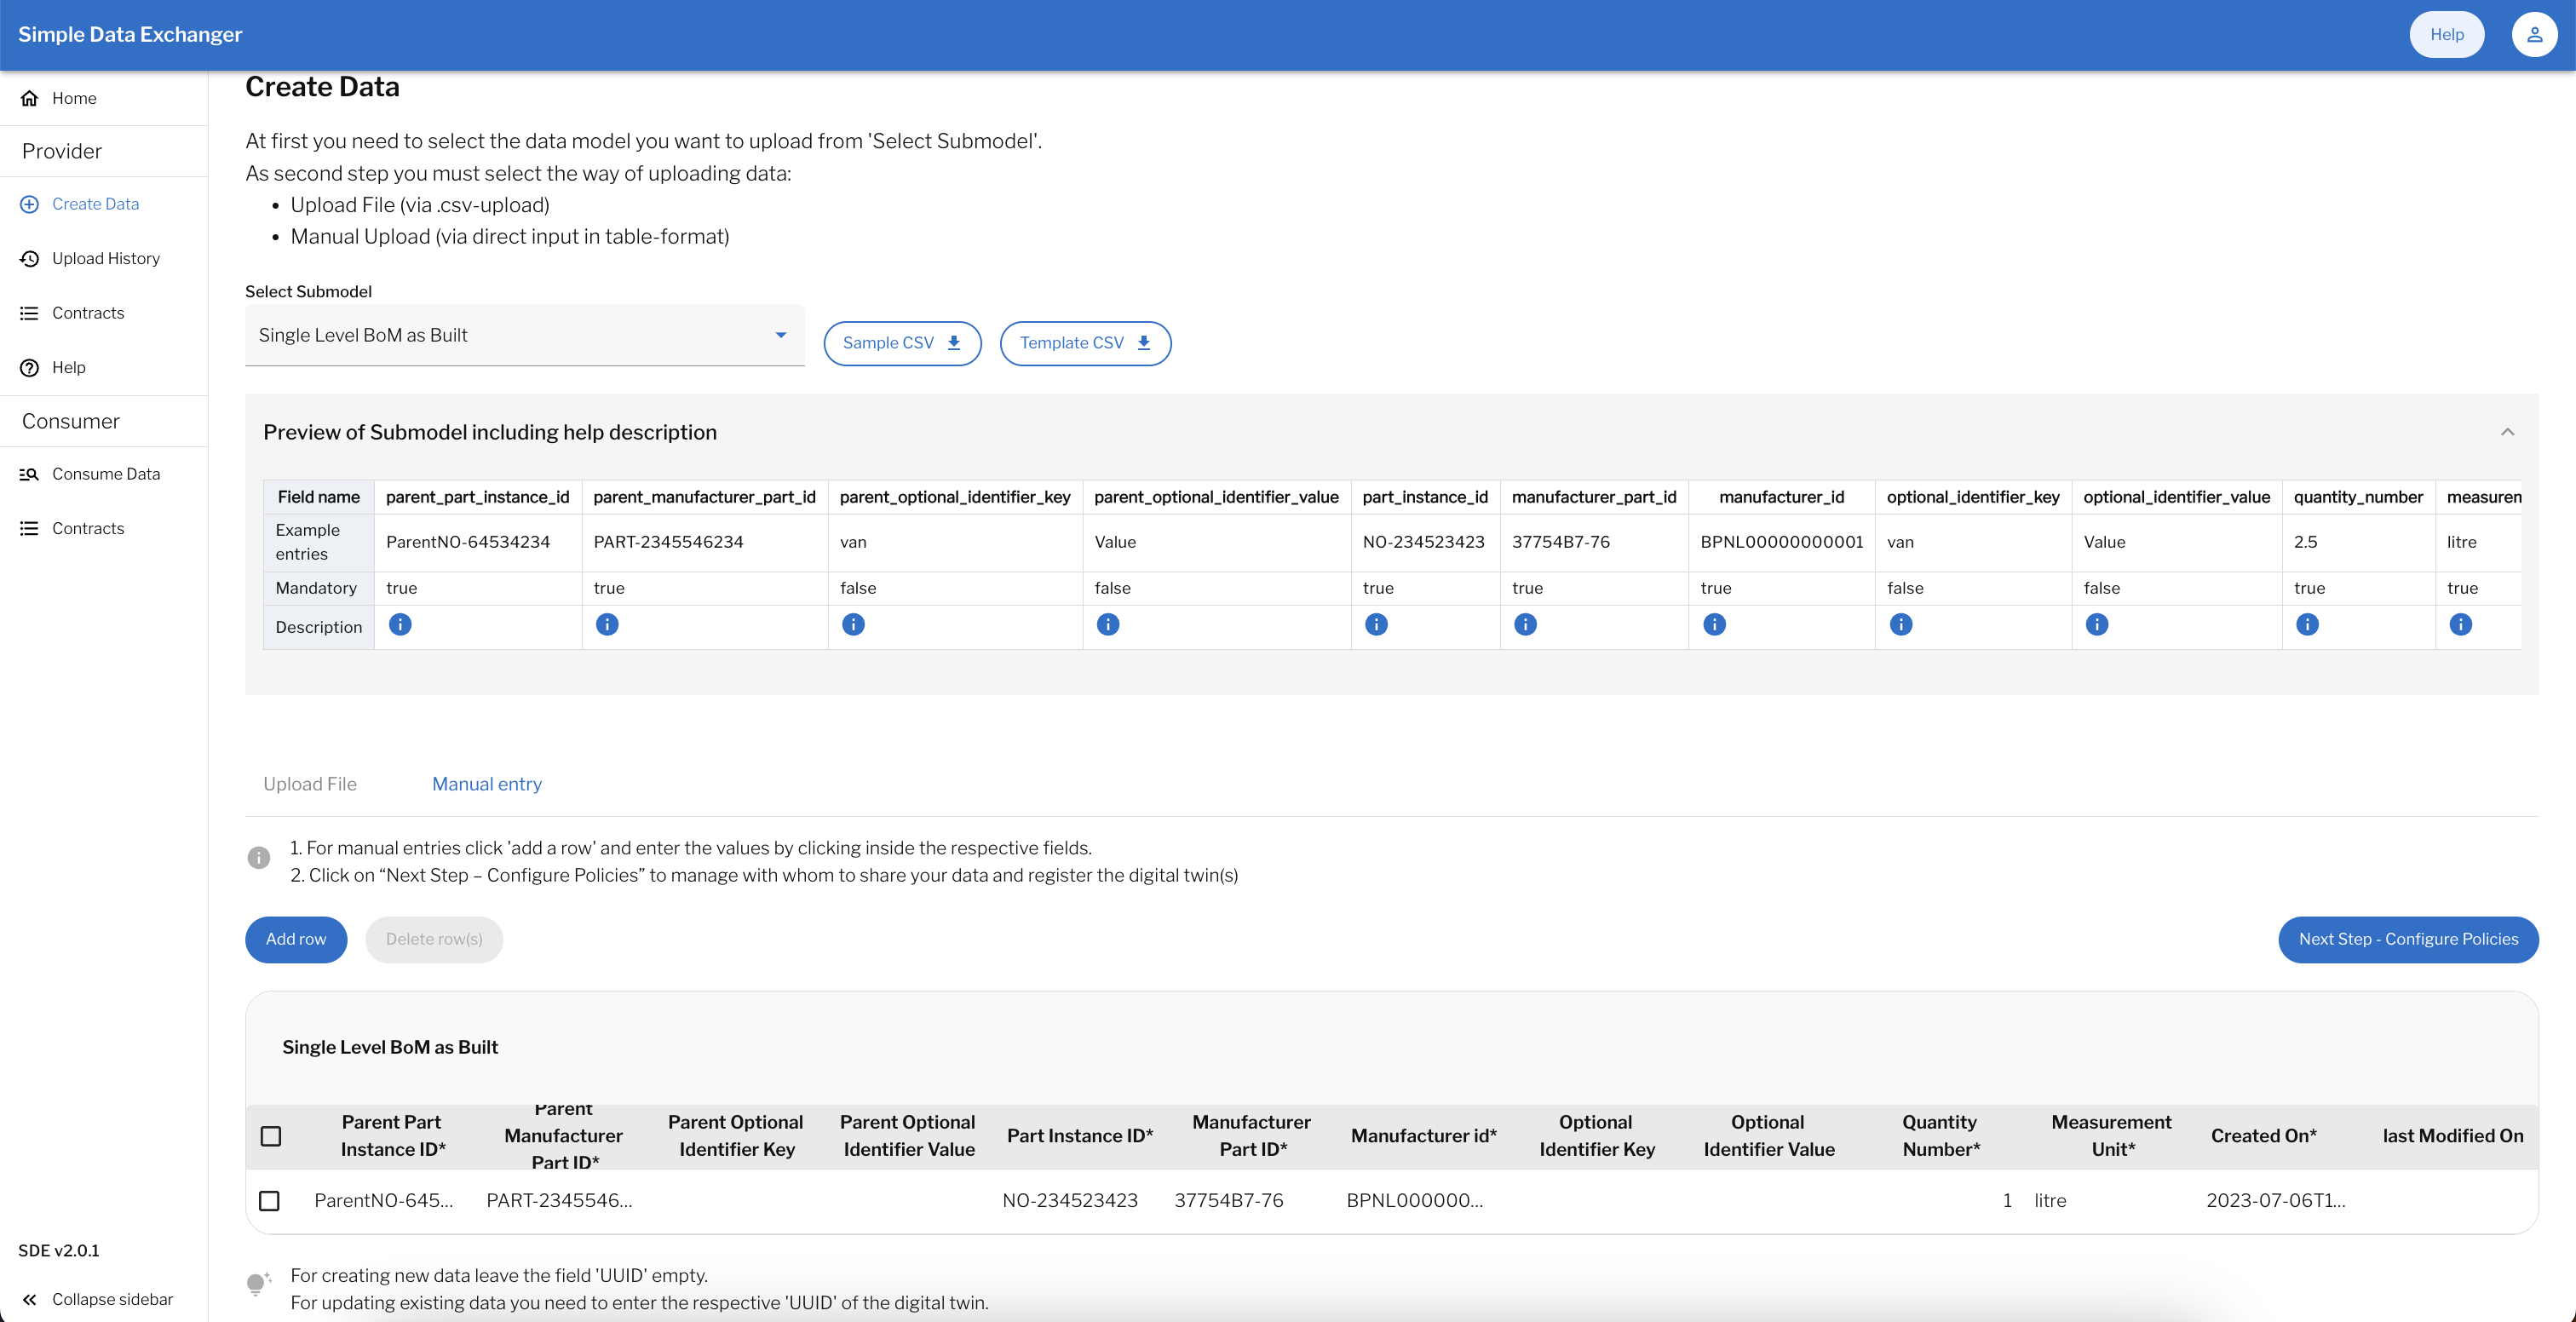 Simple Data Exchanger
Help
Home
Provider
Create Data
Upload History
Contracts
Help
Consumer
Consume Data
Contracts
SDE v2.0.1
Collapse sidebar
Create Data
At first you need to select the data model you want to upload from 'Select Submodel'.
As second step you must select the way of uploading data:
• Upload File (via .csv-upload)
• Manual Upload (via direct input in table-format)
Select Submodel
Single Level BoM as Built
Sample CSV
Template CSV
Preview of Submodel including help description
Field name parent_part_instance_id parent_manufacturer_part_id parent_optional_identifier_key parent_optional_identifier_value part_instance_id manufacturer_part_id manufacturer_id optional_identifier_key optional_identifier_value quantity_number measuren
Example entries ParentNO-64534234 PART-2345546234 van Value NO-234523423 37754B7-76 BPNL00000000001 van Value 2.5 litre
Mandatory true true false false true true true false false true true
Description
Upload File Manual entry
1. For manual entries click 'add a row' and enter the values by clicking inside the respective fields.
2. Click on “Next Step – Configure Policies” to manage with whom to share your data and register the digital twin(s)
Add row Delete row(s) Next Step - Configure Policies
Single Level BoM as Built
Parent Part Instance ID* Parent Manufacturer Part ID* Parent Optional Identifier Key Parent Optional Identifier Value Part Instance ID* Manufacturer Part ID* Manufacturer id* Optional Identifier Key Optional Identifier Value Quantity Number* Measurement Unit* Created On* last Modified On
ParentNO-645... PART-2345546... NO-234523423 37754B7-76 BPNL000000... 1 litre 2023-07-06T1...
For creating new data leave the field 'UUID' empty.
For updating existing data you need to enter the respective 'UUID' of the digital twin.